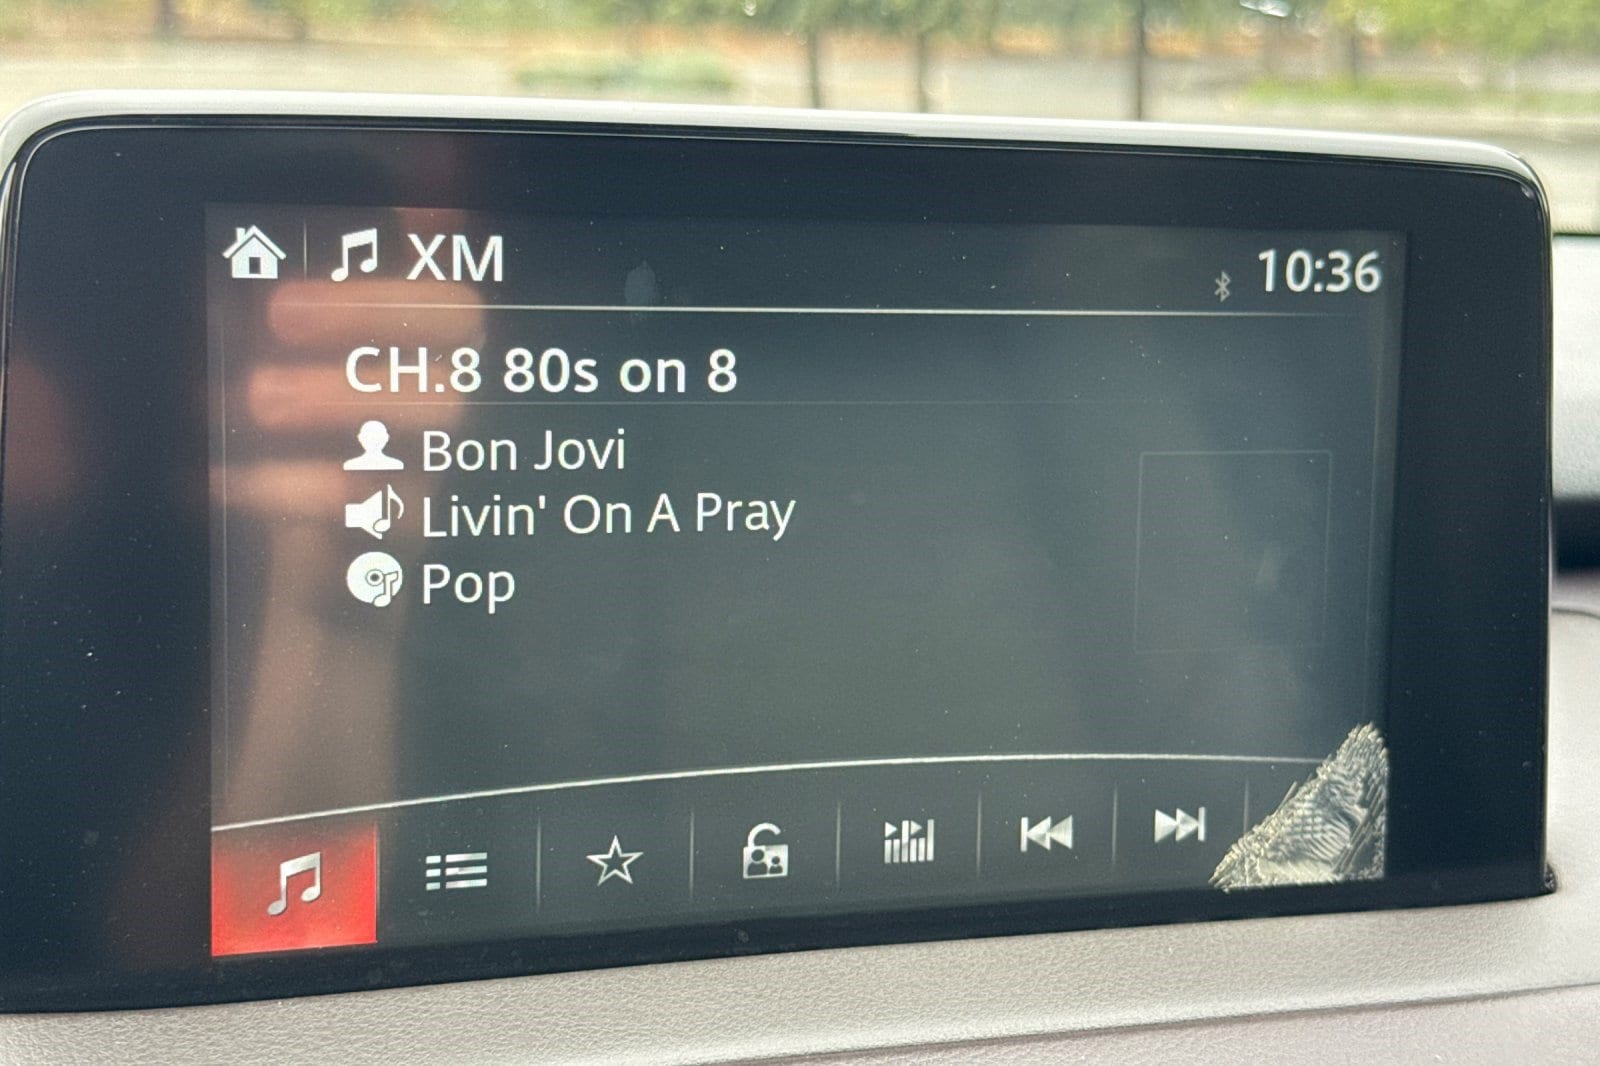 XM
10:36
CH.8 80s on 8
Bon Jovi
Livin' On A Pray
Pop